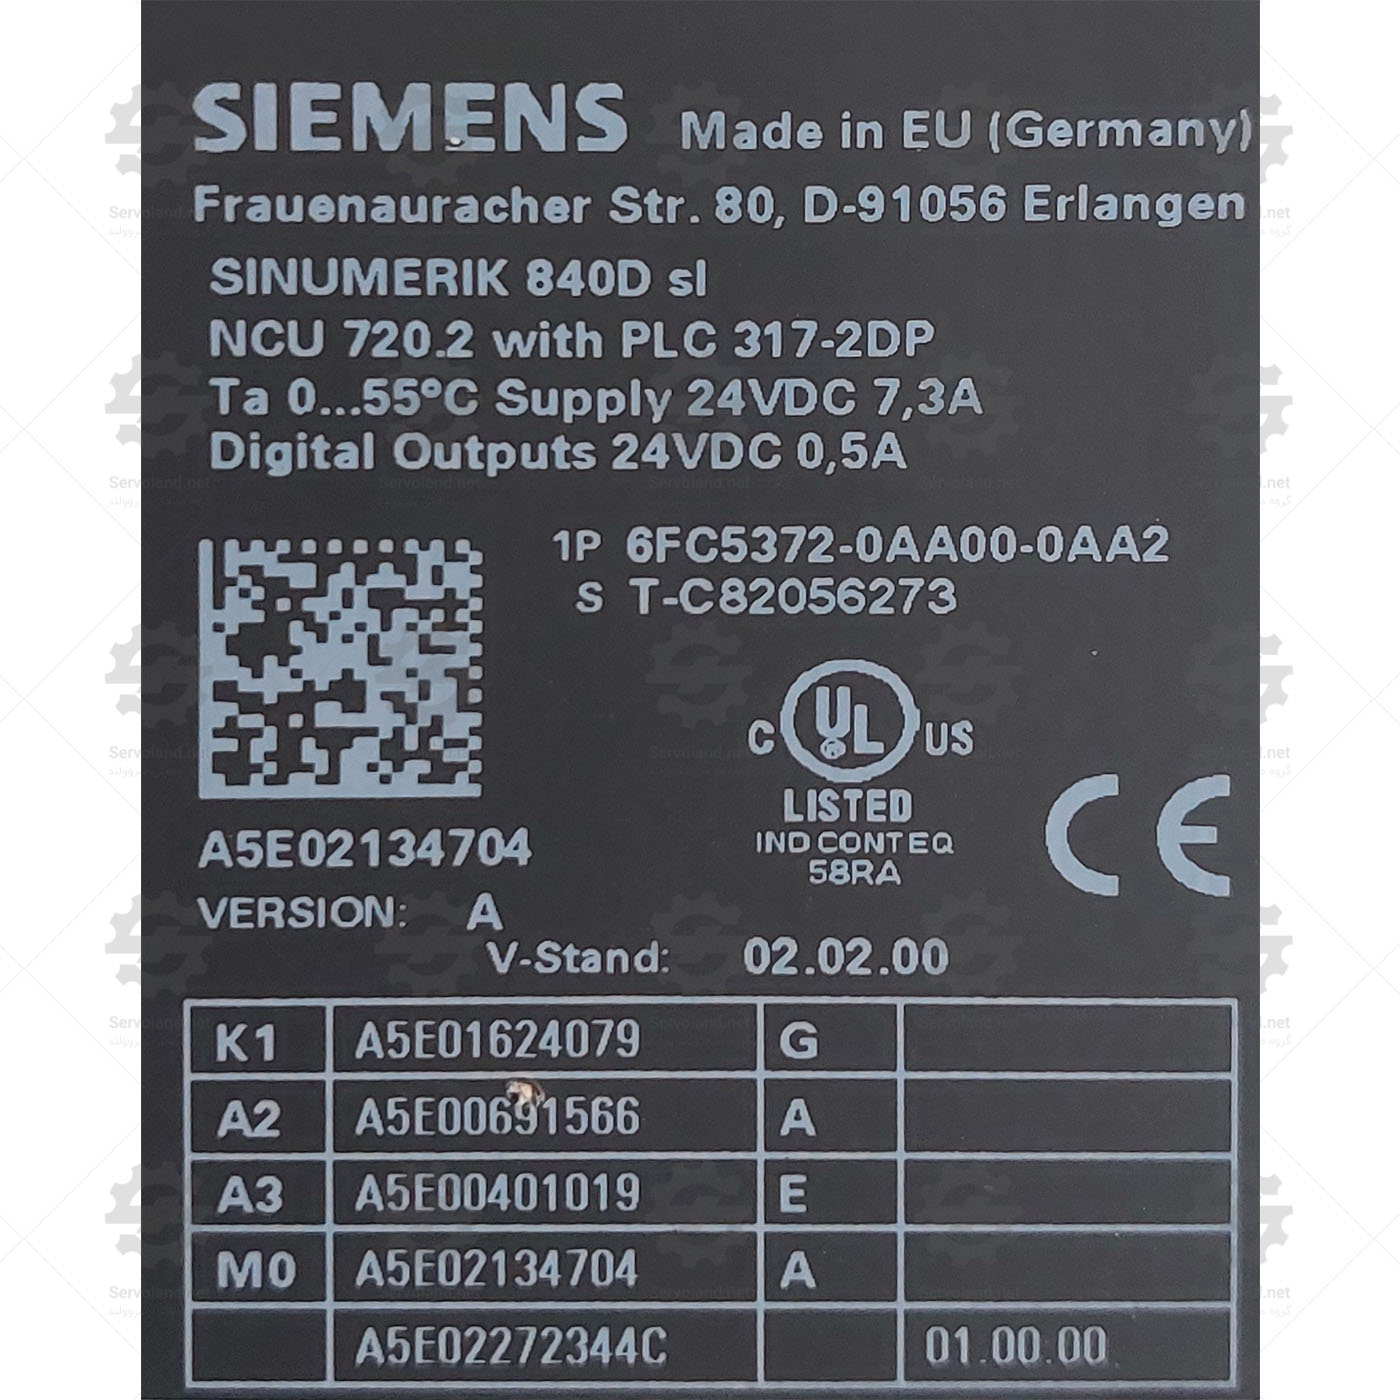 SIEMENS Made in EU (Germany)
Frauenauracher Str. 80, D-91056 Erlangen
SINUMERIK 840D sl
NCU 720.2 with PLC 317-2DP
Ta 0...55°C Supply 24VDC 7,3A
Digital Outputs 24VDC 0,5A
1P 6FC5372-0AA00-0AA2
S T-C82056273
C UL US
LISTED
IND CONT EQ
58RA
CE
A5E02134704
VERSION: A
V-Stand: 02.02.00
K1 A5E01624079 G
A2 A5E00691566 A
A3 A5E00401019 E
M0 A5E02134704 A
A5E02272344C 01.00.00
Servoland.net